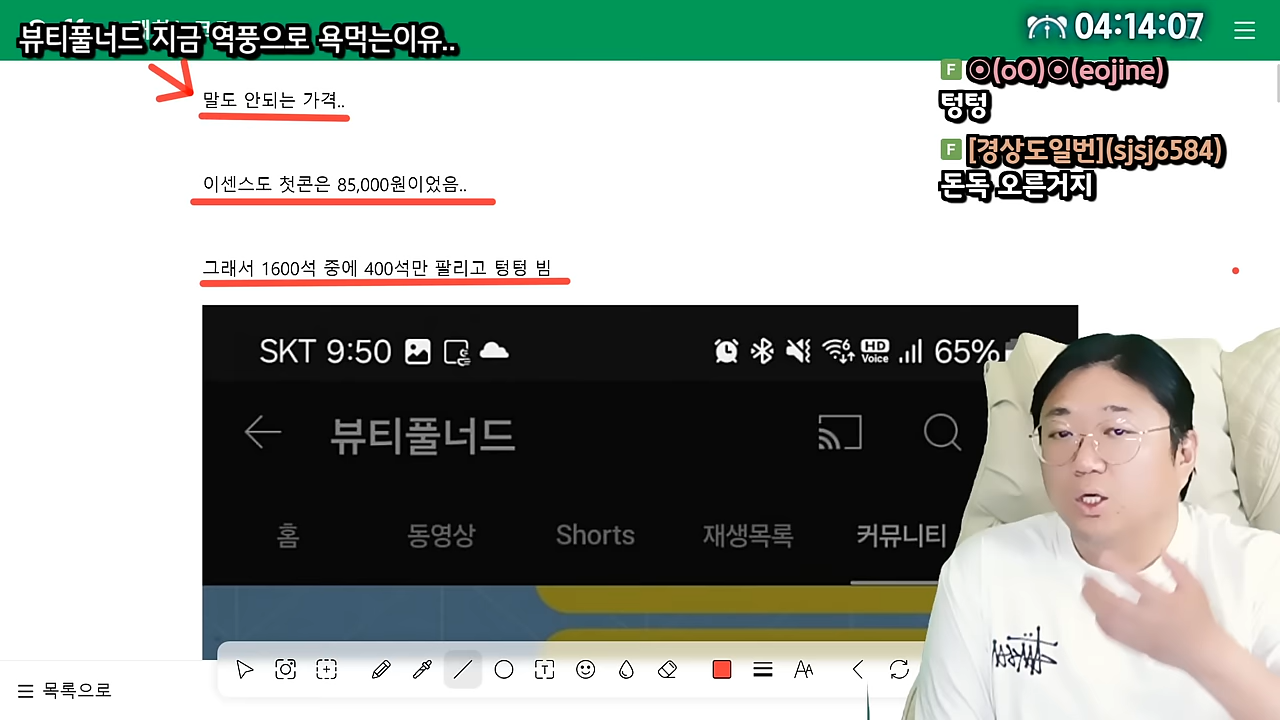 뷰티풀너드 지금 역풍으로 욕먹는이유..
04:14:07
말도 안되는 가격..
F ⊙(oO)⊙(eojine)
텅텅
F [경상도일번](sjsj6584)
돈독 오른거지
이센스도 첫콘은 85,000원이었음..
그래서 1600석 중에 400석만 팔리고 텅텅 빔
SKT 9:50
HD Voice 65%
뷰티풀너드
홈 동영상 Shorts 재생목록 커뮤니티
T AA
목록으로